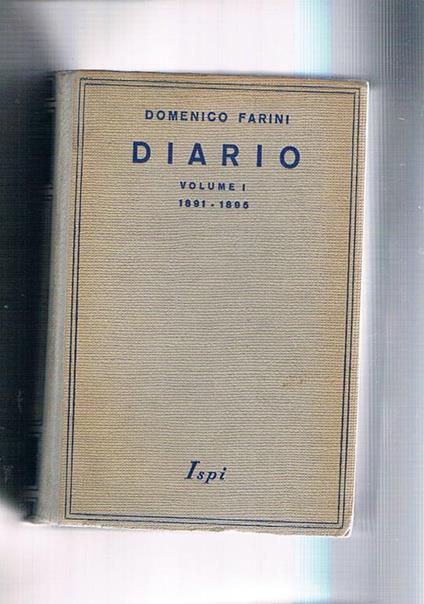 DOMENICO FARINI
DIARIO
VOLUME I
1891 - 1895
Ispi